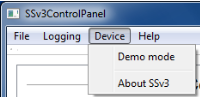 SSv3ControlPanel
File Logging Device Help
Demo mode
About SSv3